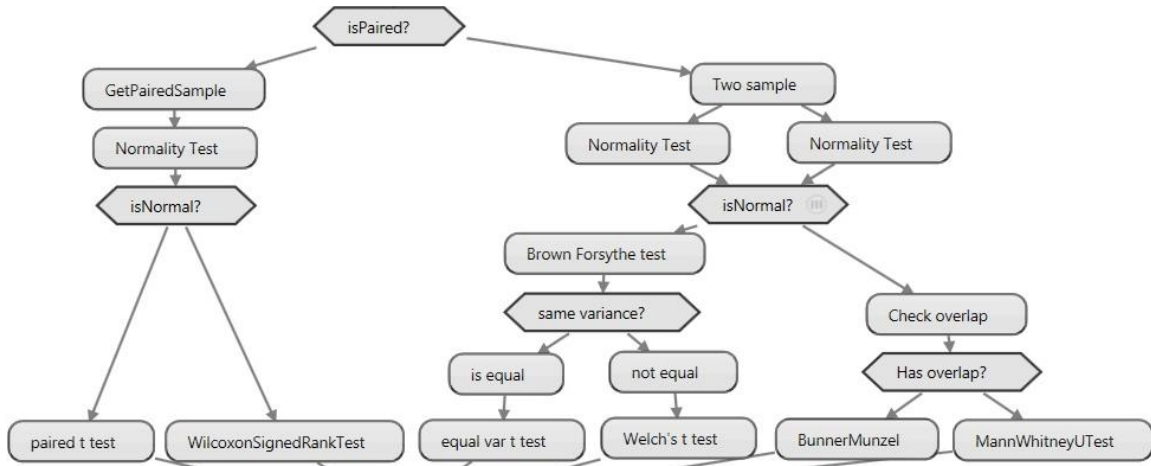 isPaired?
GetPairedSample
Two sample
Normality Test
Normality Test
Normality Test
isNormal?
isNormal?
Brown Forsythe test
same variance?
Check overlap
is equal
not equal
Has overlap?
paired t test
WilcoxonSignedRankTest
equal var t test
Welch's t test
BunnerMunzel
MannWhitneyUTest